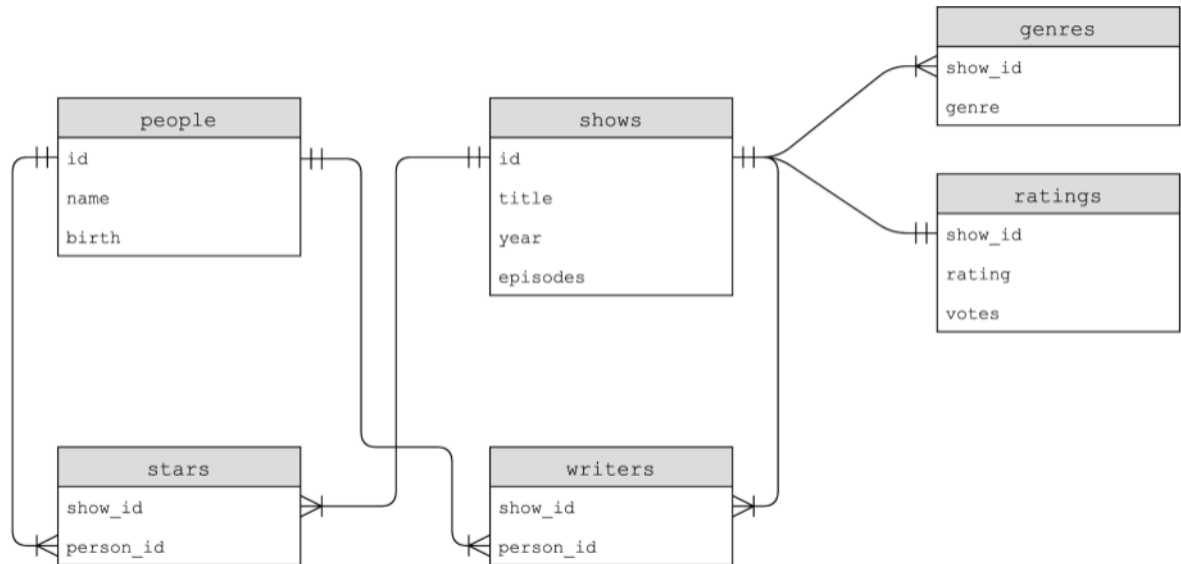 people
id
name
birth
shows
id
title
year
episodes
genres
show_id
genre
ratings
show_id
rating
votes
stars
show_id
person_id
writers
show_id
person_id